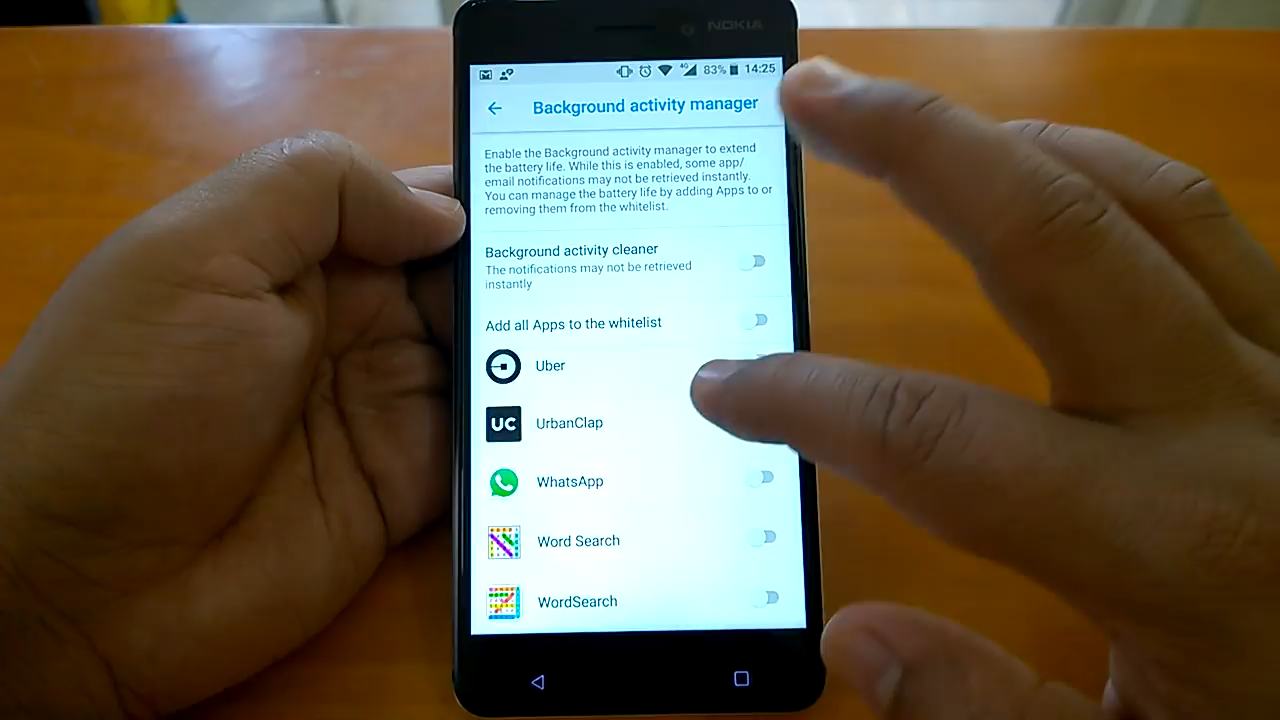 NOKIA
4G 83% 14:25
Background activity manager
Enable the Background activity manager to extend
the battery life. While this is enabled, some app/
email notifications may not be retrieved instantly.
You can manage the battery life by adding Apps to or
removing them from the whitelist.
Background activity cleaner
The notifications may not be retrieved
instantly
Add all Apps to the whitelist
Uber
UC UrbanClap
WhatsApp
Word Search
WordSearch